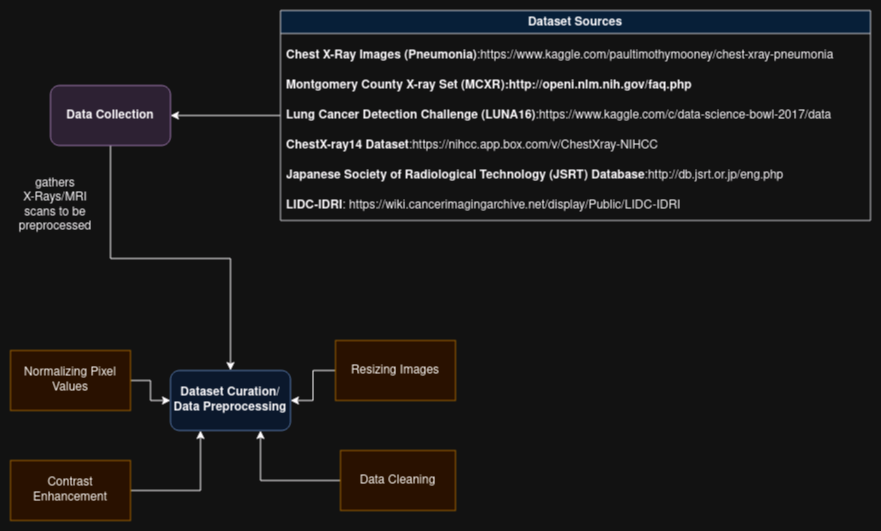 Dataset Sources
Chest X-Ray Images (Pneumonia):https://www.kaggle.com/paultimothymooney/chest-xray-pneumonia
Montgomery County X-ray Set (MCXR):http://openi.nlm.nih.gov/faq.php
Lung Cancer Detection Challenge (LUNA16):https://www.kaggle.com/c/data-science-bowl-2017/data
ChestX-ray14 Dataset:https://nihcc.app.box.com/v/ChestXray-NIHCC
Japanese Society of Radiological Technology (JSRT) Database:http://db.jsrt.or.jp/eng.php
LIDC-IDRI: https://wiki.cancerimagingarchive.net/display/Public/LIDC-IDRI
Data Collection
gathers
X-Rays/MRI
scans to be
preprocessed
Normalizing Pixel
Values
Resizing Images
Dataset Curation/
Data Preprocessing
Contrast
Enhancement
Data Cleaning